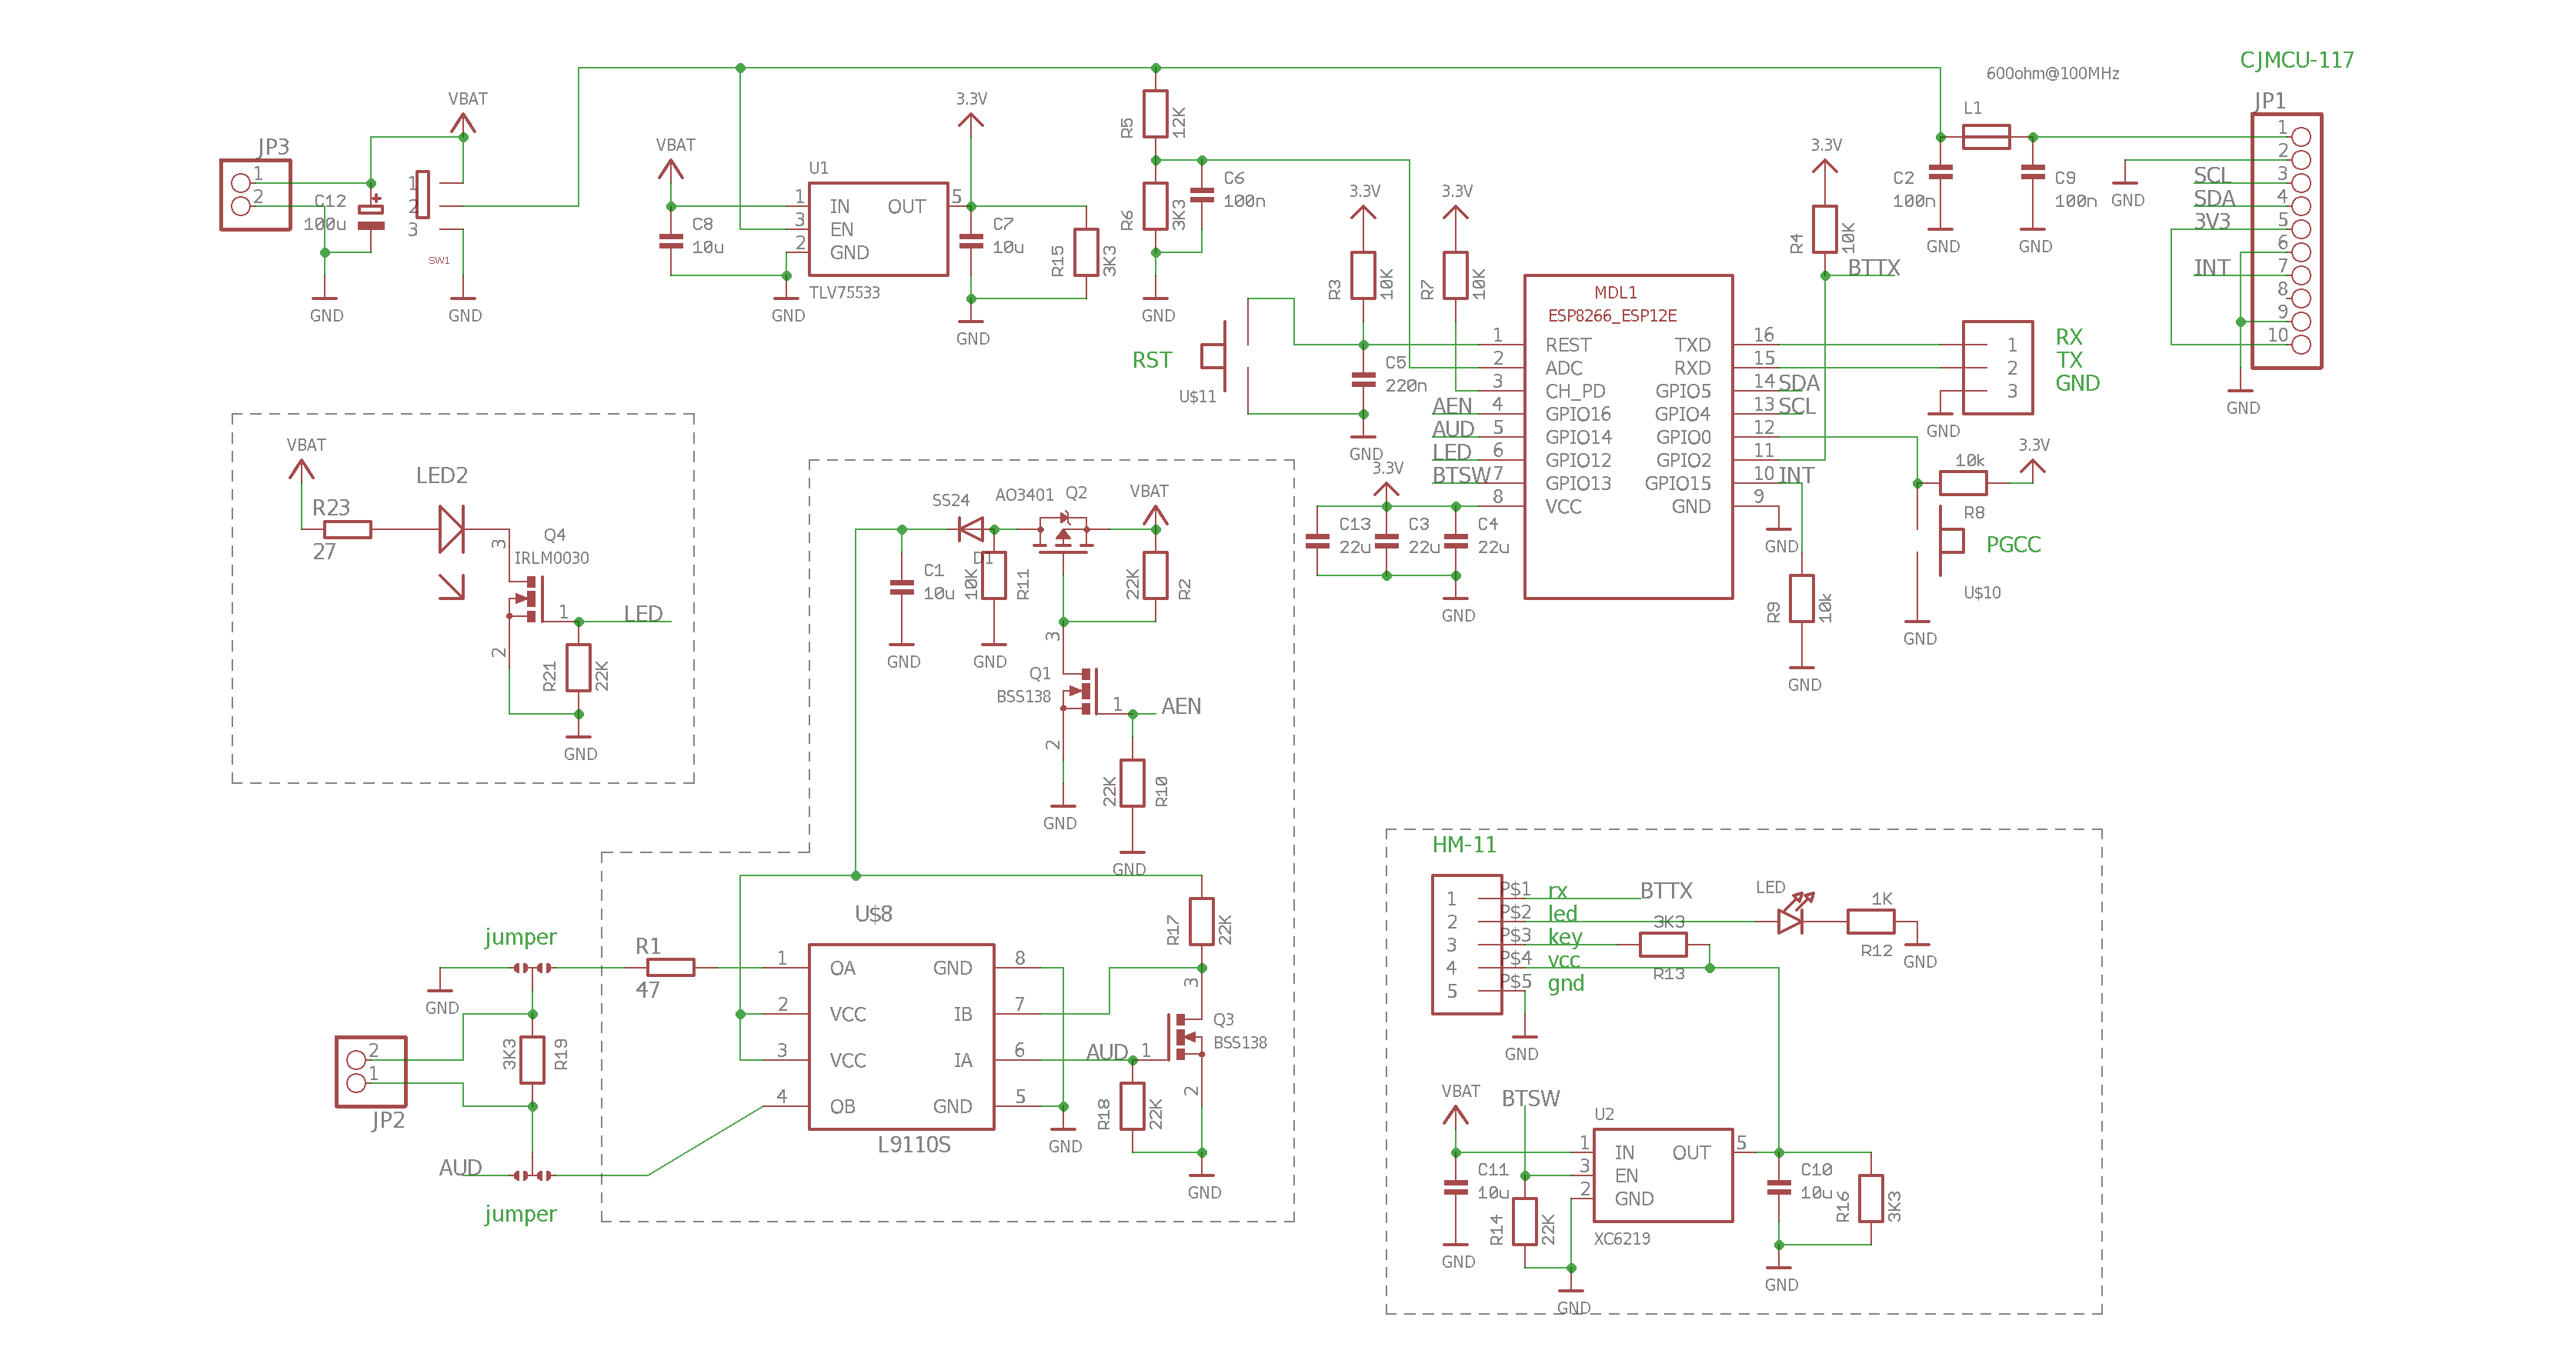 CJMCU-117
600ohm@100MHz
JP1
L1
1
2
3
4
5
6
7
8
9
10
SCL
SDA
3V3
INT
GND
GND
C2
100n
GND
C9
100n
GND
VBAT
JP3
1
2
C12
100u
+
1
2
3
SW1
GND
GND
VBAT
C8
10u
U1
1
3
2
IN
EN
GND
OUT
5
TLV75533
GND
3.3V
C7
10u
R15
3K3
GND
R5
12K
R6
3K3
C6
100n
GND
3.3V
R3
10K
3.3V
R7
10K
3.3V
R4
10K
BTTX
RST
U$11
C5
220n
GND
MDL1
ESP8266_ESP12E
1 REST
2 ADC
3 CH_PD
AEN 4 GPIO16
AUD 5 GPIO14
LED 6 GPIO12
BTSW 7 GPIO13
8 VCC
TXD 16
RXD 15
GPIO5 14 SDA
GPIO4 13 SCL
GPIO0 12
GPIO2 11
GPIO15 10 INT
GND 9
GND
1
2
3
RX
TX
GND
GND
10k
R8
3.3V
PGCC
U$10
GND
R9
10k
GND
3.3V
C13
22u
C3
22u
C4
22u
GND
VBAT
LED2
R23
27
Q4
IRLM0030
3
1
2
LED
R21
22K
GND
SS24
D1
AO3401
Q2
VBAT
C1
10u
GND
10K
R11
GND
22K
R2
3
Q1
BSS138
1
2
AEN
GND
22K
R10
GND
U$8
1
2
3
4
OA
VCC
VCC
OB
GND
IB
IA
GND
8
7
6
5
L9110S
GND
R17
22K
3
Q3
BSS138
AUD
1
2
R18
22K
GND
jumper
R1
47
GND
2
1
JP2
3K3
R19
AUD
jumper
HM-11
1
2
3
4
5
P$1
P$2
P$3
P$4
P$5
rx
led
key
vcc
gnd
BTTX
LED
1K
R12
GND
3K3
R13
GND
VBAT
BTSW
C11
10u
GND
R14
22K
U2
1
3
2
IN
EN
GND
OUT
5
XC6219
GND
C10
10u
R16
3K3
GND